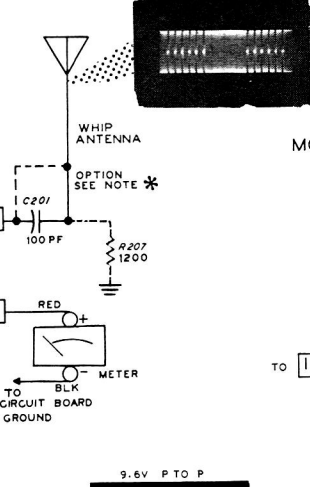 WHIP
ANTENNA
OPTION
SEE NOTE *
C201
100 PF
R207
1200
RED
+
- METER
BLK
TO
CIRCUIT BOARD
GROUND
TO
9.6V P TO P